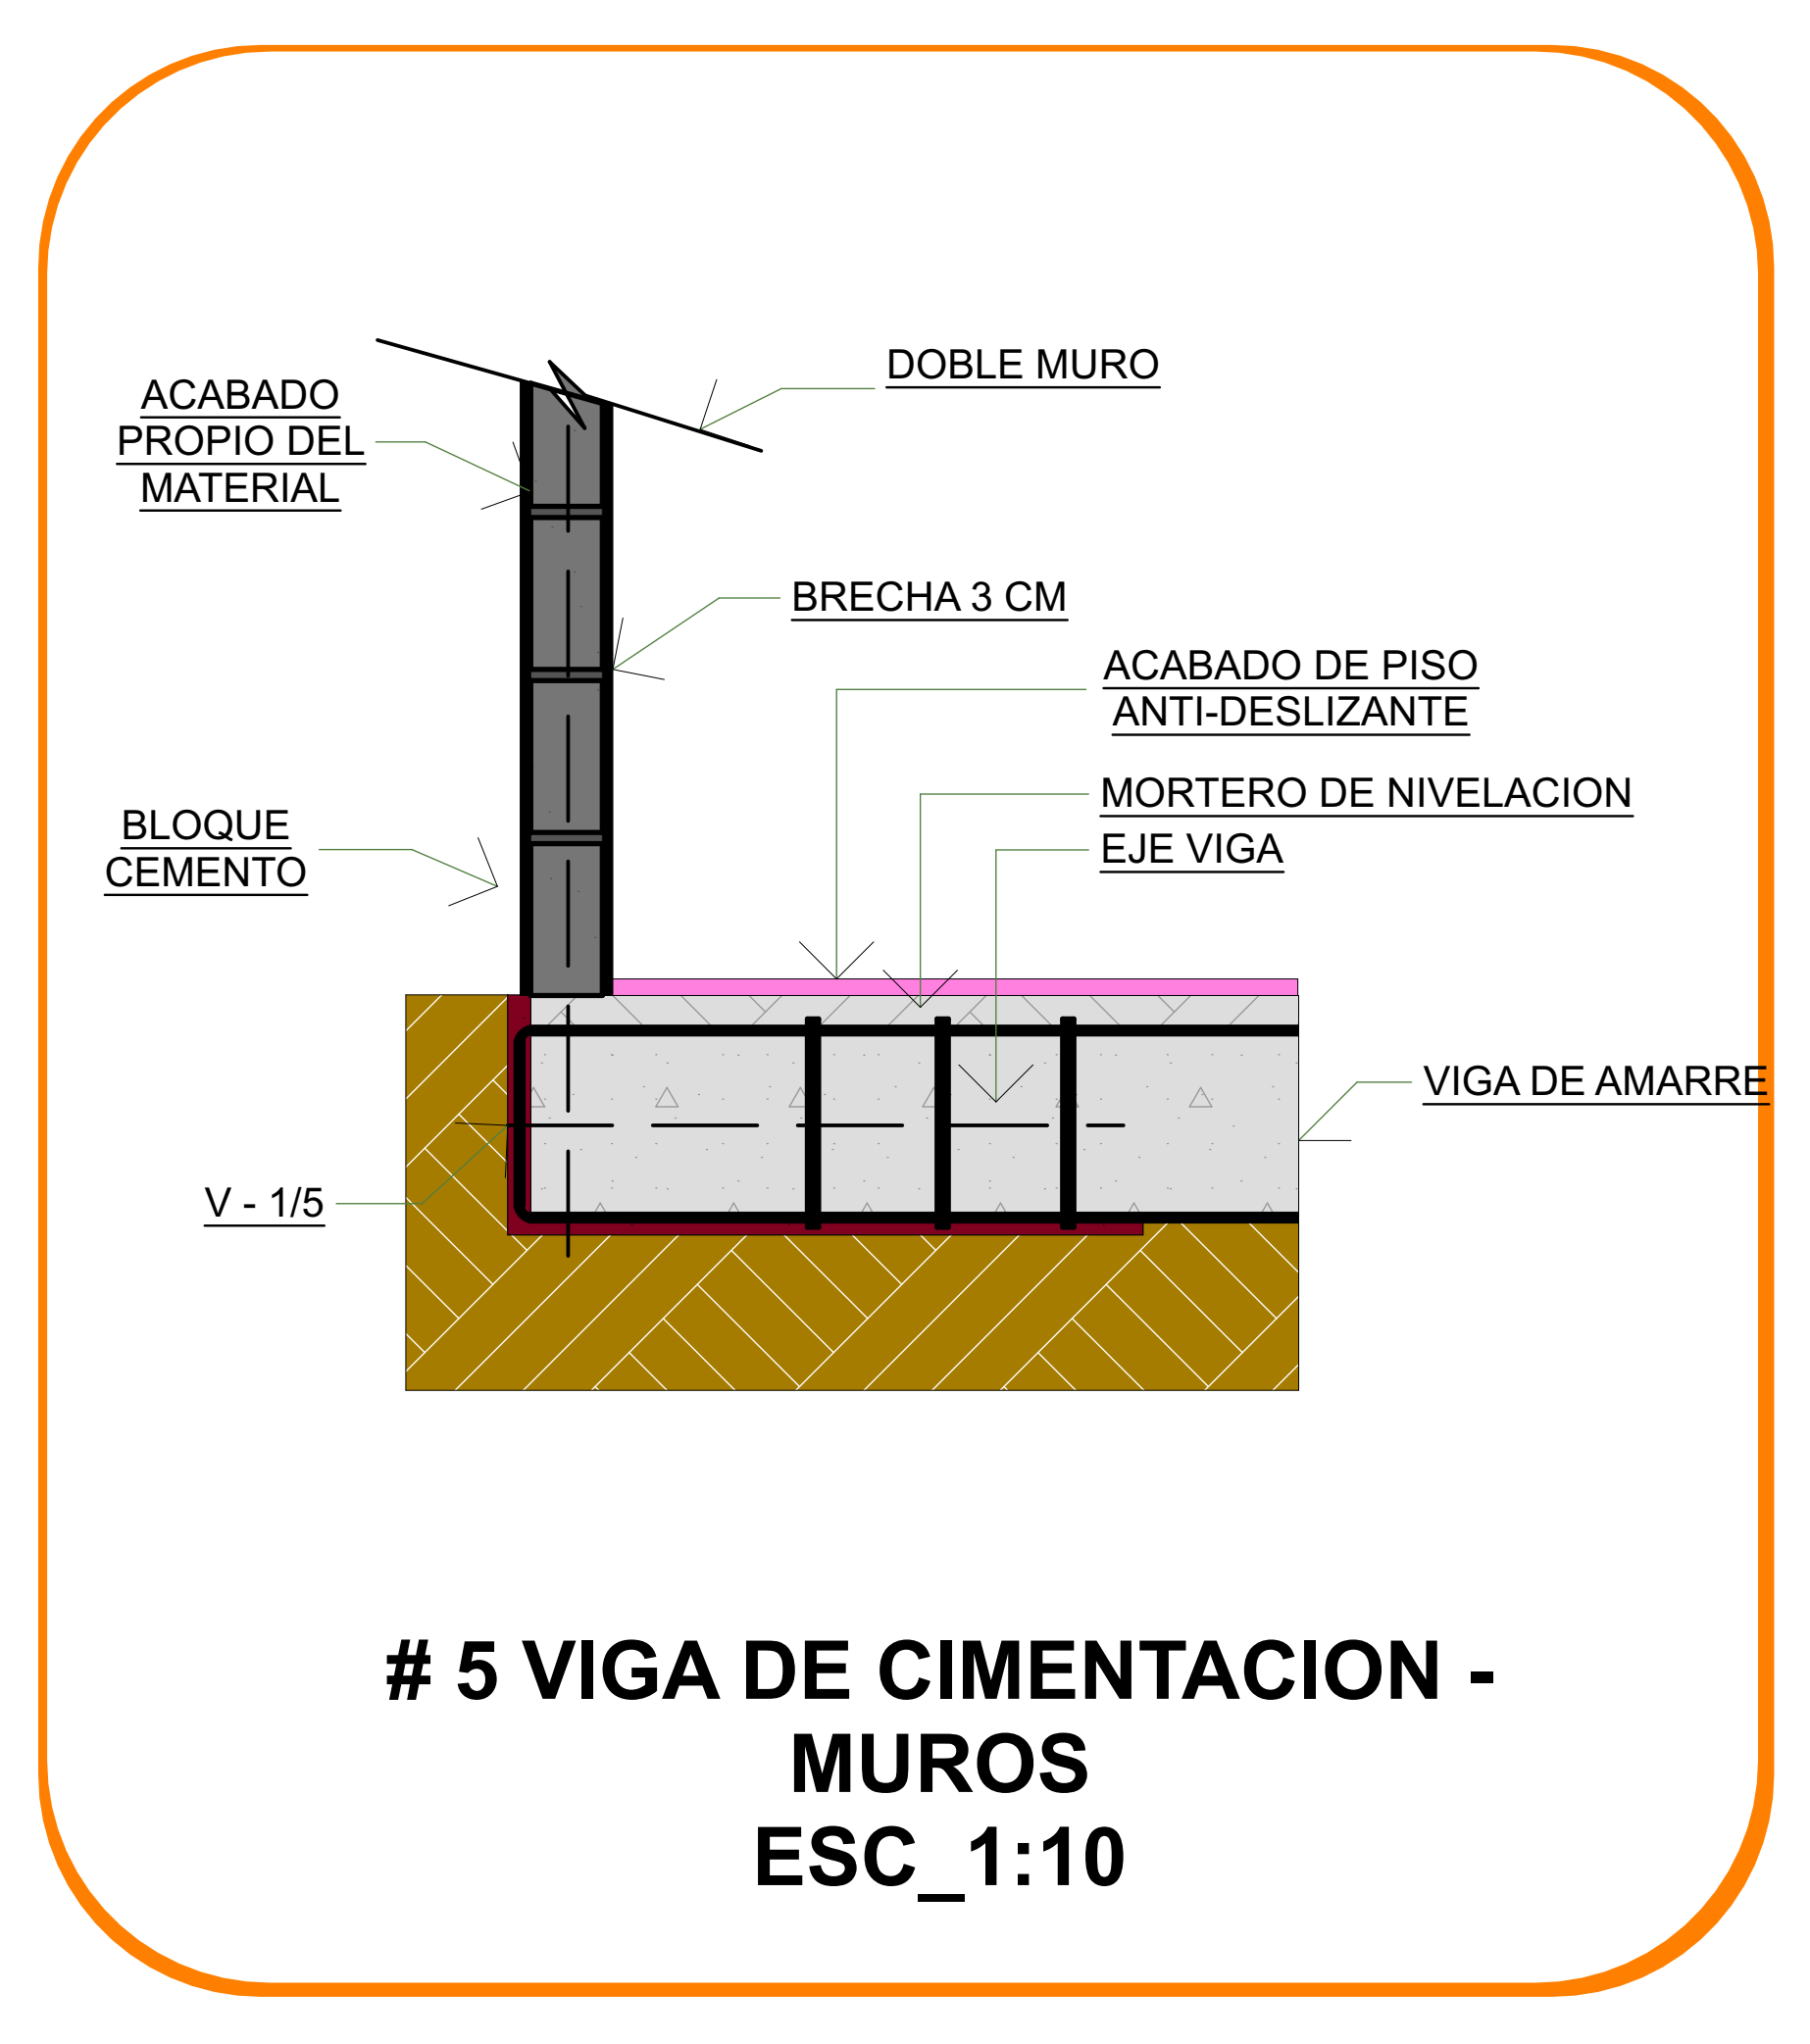 DOBLE MURO
ACABADO
PROPIO DEL
MATERIAL
BRECHA 3 CM
ACABADO DE PISO
ANTI-DESLIZANTE
MORTERO DE NIVELACION
BLOQUE
CEMENTO
EJE VIGA
VIGA DE AMARRE
V - 1/5
# 5 VIGA DE CIMENTACION -
MUROS
ESC_1:10